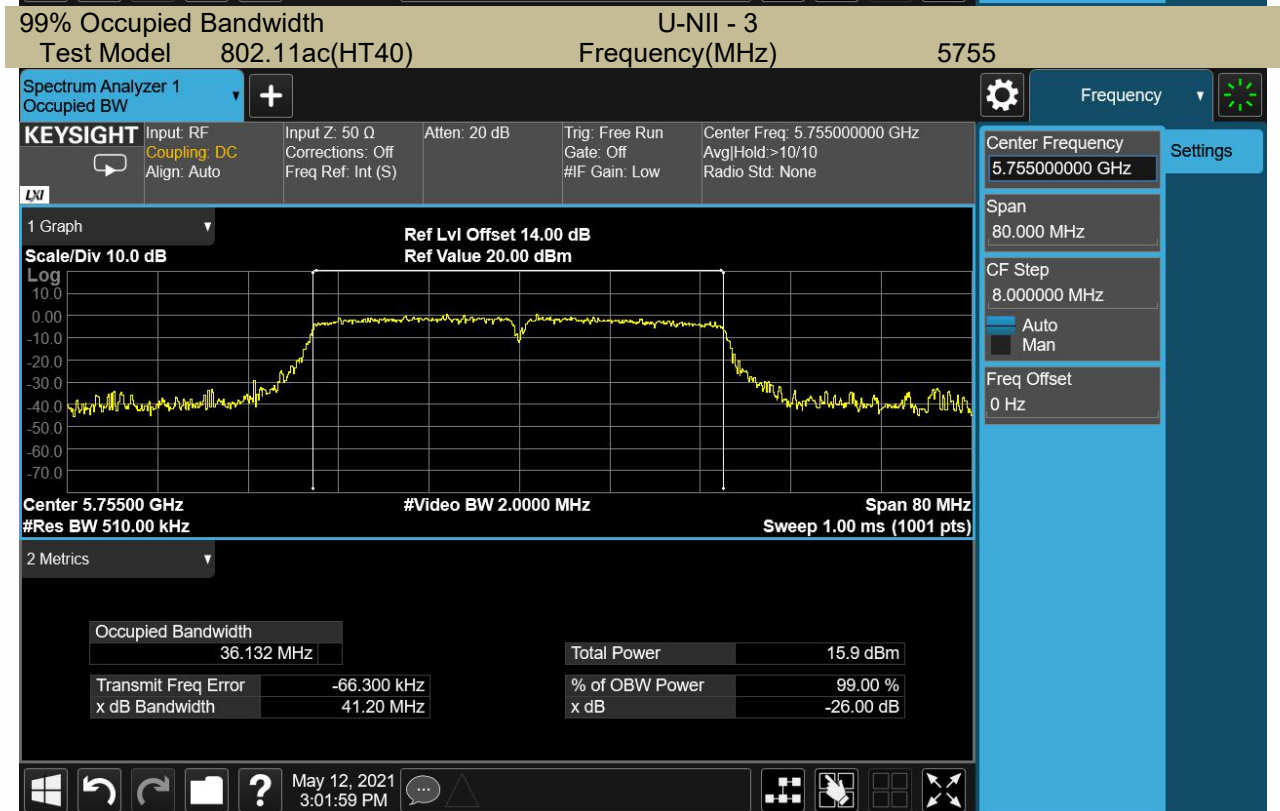 99% Occupied Bandwidth U-NII - 3
Test Model 802.11ac(HT40) Frequency(MHz) 5755
Spectrum Analyzer 1
Occupied BW
+
Frequency
KEYSIGHT
LXI
Input: RF
Coupling: DC
Align: Auto
Input Z: 50 Ω
Corrections: Off
Freq Ref: Int (S)
Atten: 20 dB
Trig: Free Run
Gate: Off
#IF Gain: Low
Center Freq: 5.755000000 GHz
Avg|Hold:>10/10
Radio Std: None
1 Graph
Scale/Div 10.0 dB
Ref Lvl Offset 14.00 dB
Ref Value 20.00 dBm
Log
10.0
0.00
-10.0
-20.0
-30.0
-40.0
-50.0
-60.0
-70.0
Center 5.75500 GHz #Video BW 2.0000 MHz Span 80 MHz
#Res BW 510.00 kHz Sweep 1.00 ms (1001 pts)
2 Metrics
Occupied Bandwidth
36.132 MHz
Total Power 15.9 dBm
Transmit Freq Error -66.300 kHz
% of OBW Power 99.00 %
x dB Bandwidth 41.20 MHz
x dB -26.00 dB
Center Frequency
5.755000000 GHz
Settings
Span
80.000 MHz
CF Step
8.000000 MHz
Auto
Man
Freq Offset
0 Hz
?
May 12, 2021
3:01:59 PM